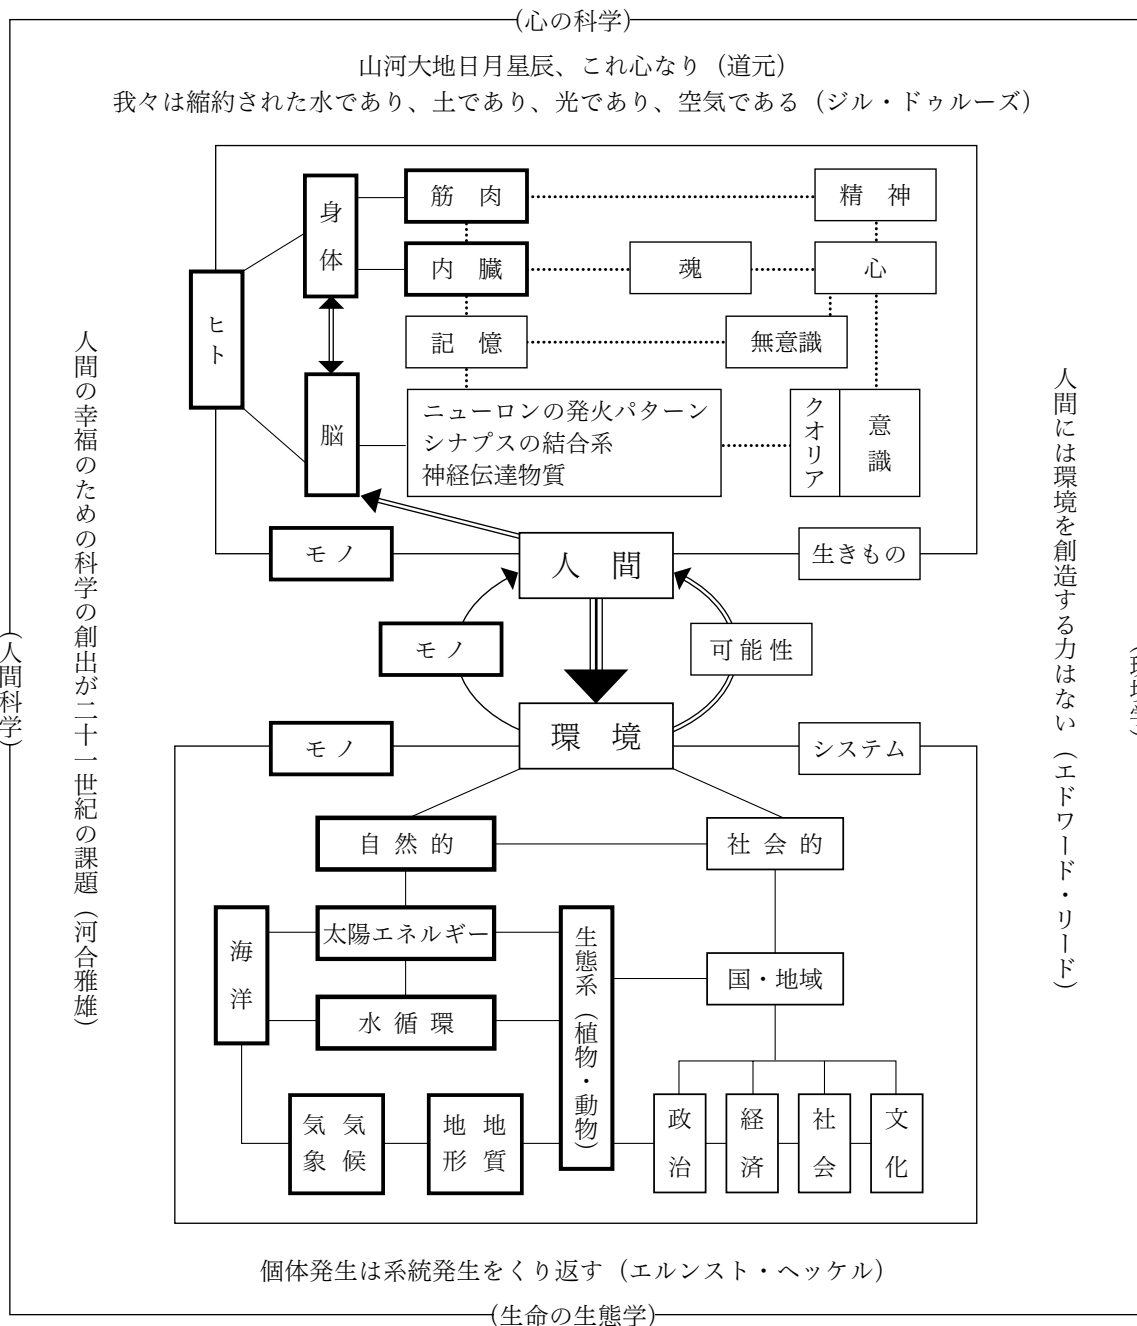 (心の科学)
山河大地日月星辰、これ心なり（道元）
我々は縮約された水であり、土であり、光であり、空気である（ジル・ドゥルーズ）
身体
筋肉
精神
内臓
魂
心
ヒト
記憶
無意識
脳
ニューロンの発火パターン
シナプスの結合系
神経伝達物質
クオリア
意識
モノ
人間
生きもの
モノ
可能性
モノ
環境
システム
自然的
社会的
海洋
太陽エネルギー
生態系（植物・動物）
国・地域
水循環
気象
気候
地形
地質
政治
経済
社会
文化
人間の幸福のための科学の創出が二十一世紀の課題（河合雅雄）
(人間科学)
人間には環境を創造する力はない（エドワード・リード）
個体発生は系統発生をくり返す（エルンスト・ヘッケル）
(生命の生態学)